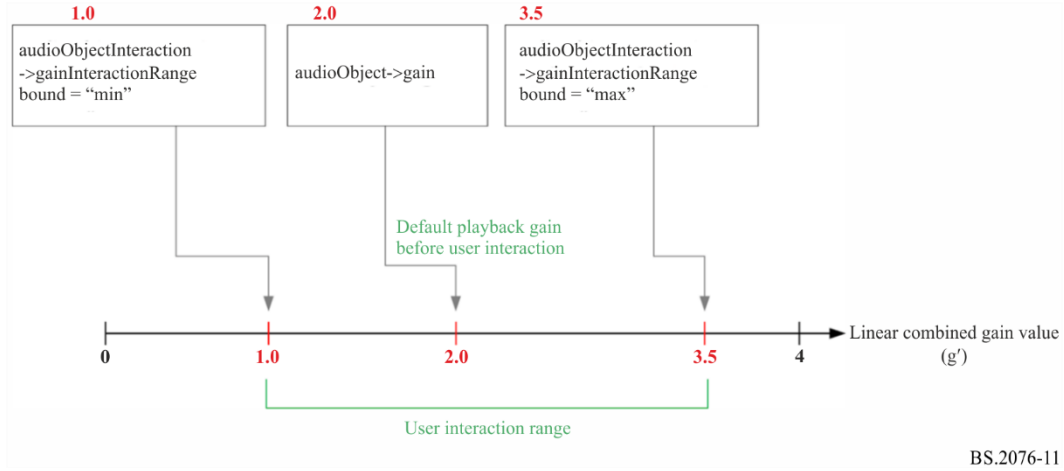 1.0
2.0
3.5
audioObjectInteraction
->gainInteractionRange
bound = “min”
audioObject->gain
audioObjectInteraction
->gainInteractionRange
bound = “max”
Default playback gain
before user interaction
Linear combined gain value
(g′)
0
1.0
2.0
3.5
4
User interaction range
BS.2076-11